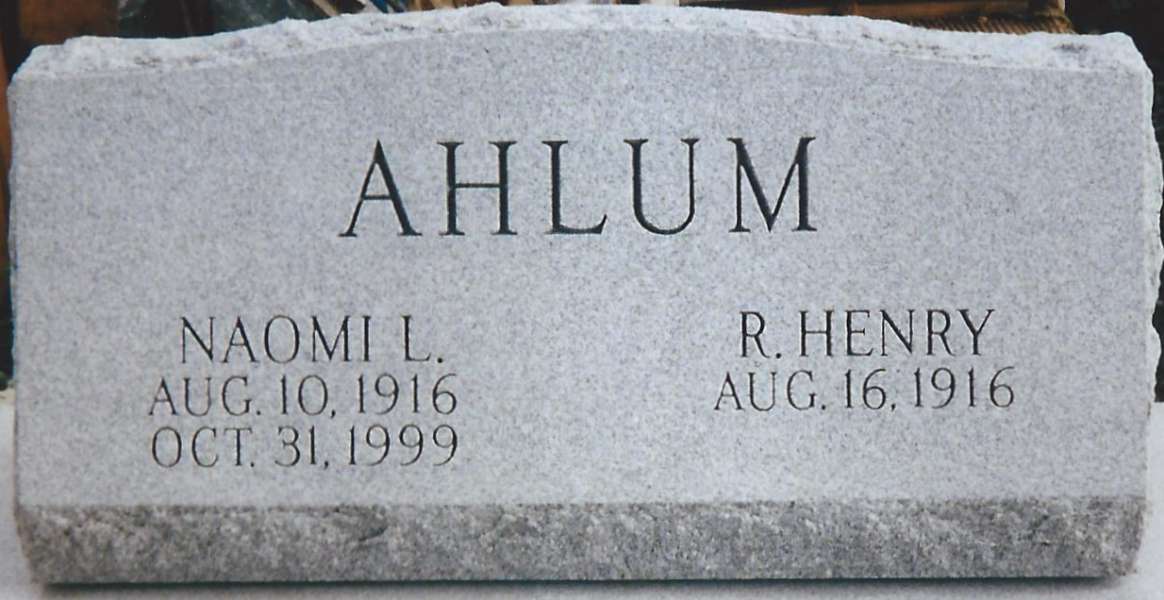 AHLUM
NAOMI L.
AUG. 10, 1916
OCT. 31, 1999
R. HENRY
AUG. 16, 1916